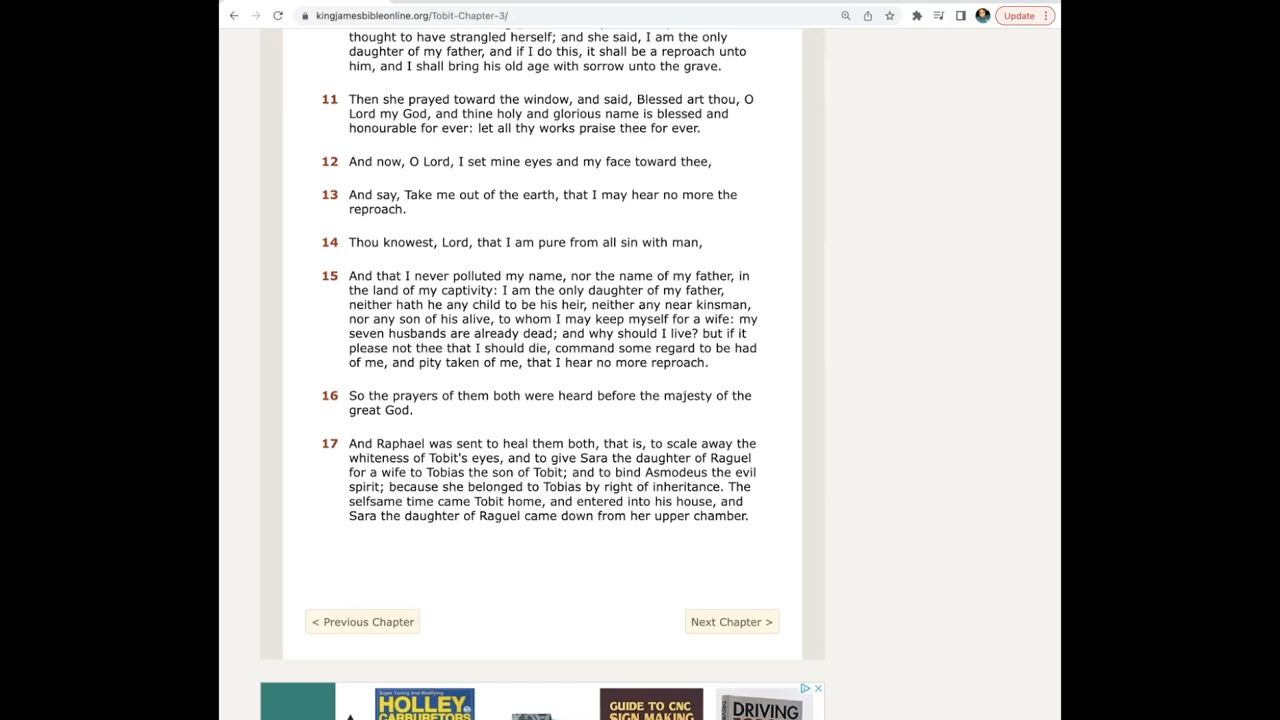 kingjamesbibleonline.org/Tobit-Chapter-3/
Update
thought to have strangled herself; and she said, I am the only
daughter of my father, and if I do this, it shall be a reproach unto
him, and I shall bring his old age with sorrow unto the grave.
11 Then she prayed toward the window, and said, Blessed art thou, O
Lord my God, and thine holy and glorious name is blessed and
honourable for ever: let all thy works praise thee for ever.
12 And now, O Lord, I set mine eyes and my face toward thee,
13 And say, Take me out of the earth, that I may hear no more the
reproach.
14 Thou knowest, Lord, that I am pure from all sin with man,
15 And that I never polluted my name, nor the name of my father, in
the land of my captivity: I am the only daughter of my father,
neither hath he any child to be his heir, neither any near kinsman,
nor any son of his alive, to whom I may keep myself for a wife: my
seven husbands are already dead; and why should I live? but if it
please not thee that I should die, command some regard to be had
of me, and pity taken of me, that I hear no more reproach.
16 So the prayers of them both were heard before the majesty of the
great God.
17 And Raphael was sent to heal them both, that is, to scale away the
whiteness of Tobit's eyes, and to give Sara the daughter of Raguel
for a wife to Tobias the son of Tobit; and to bind Asmodeus the evil
spirit; because she belonged to Tobias by right of inheritance. The
selfsame time came Tobit home, and entered into his house, and
Sara the daughter of Raguel came down from her upper chamber.
< Previous Chapter
Next Chapter >
Super Tuning And Modifying
HOLLEY
CARBURETORS
GUIDE TO CNC
SIGN MAKING
DRIVING